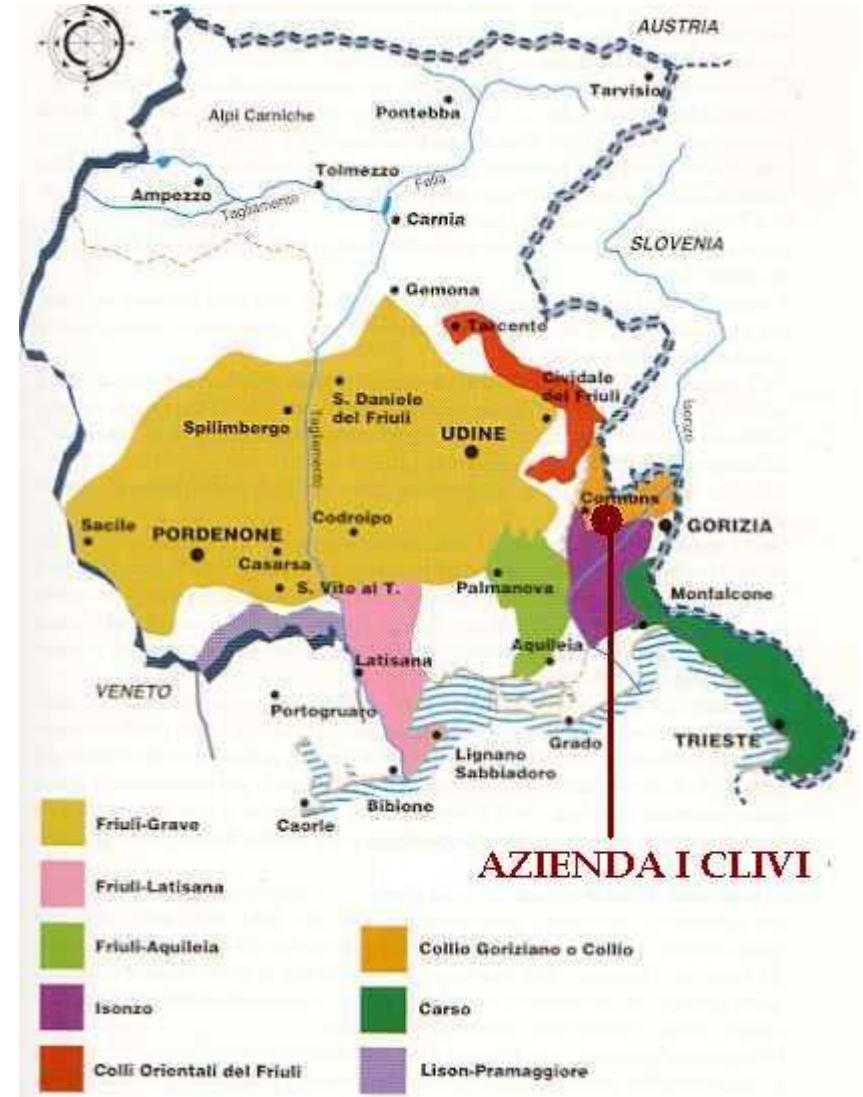 AUSTRIA
Tarvisio
Alpi Carniche
Pontebba
Tolmezzo
Fella
Ampezzo
Tagliamento
Carnia
SLOVENIA
Gemona
Tarcento
Cividale
del Friuli
S. Daniele
del Friuli
Spilimbergo
Tagliamento
UDINE
Isonzo
Cormons
Sacile
PORDENONE
Codroipo
GORIZIA
Casarsa
S. Vito al T.
Palmanova
Monfalcone
Aquileia
Latisana
VENETO
Portogruaro
Grado
TRIESTE
Lignano
Sabbiadoro
Bibione
Caorle
AZIENDA I CLIVI
Friuli-Grave
Friuli-Latisana
Friuli-Aquileia
Isonzo
Colli Orientali del Friuli
Collio Goriziano o Collio
Carso
Lison-Pramaggiore